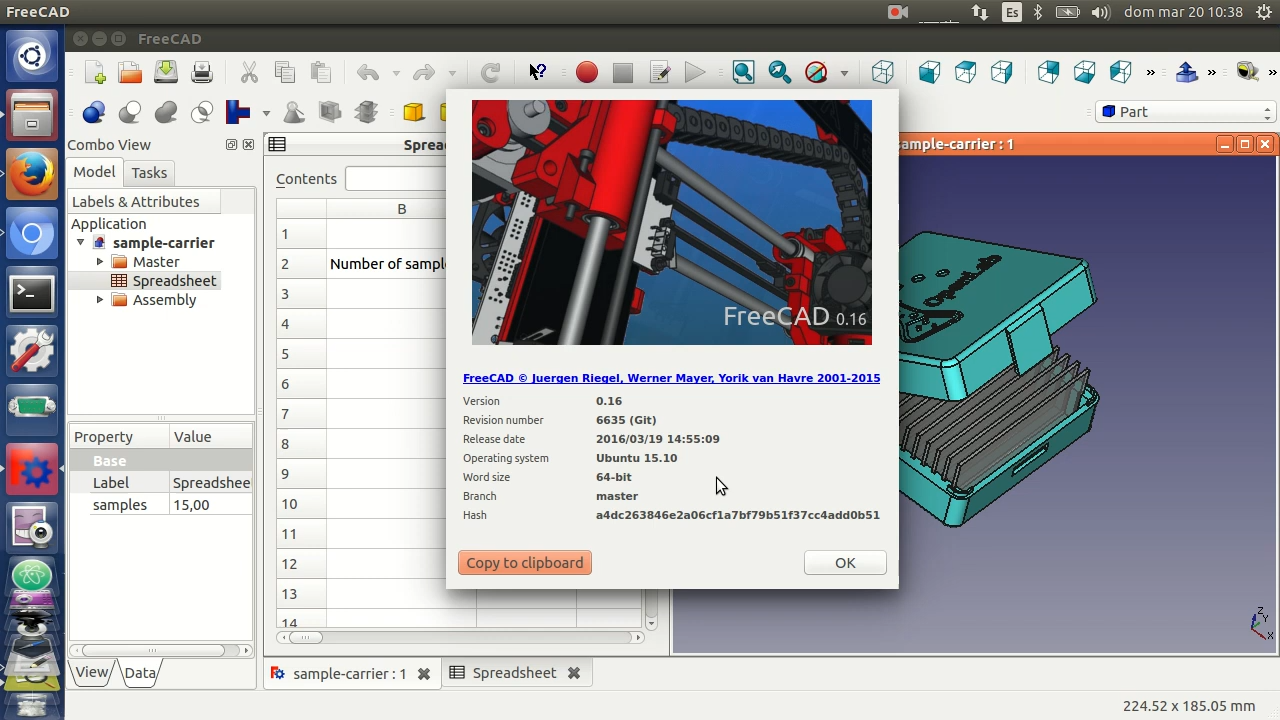 FreeCAD
Es
dom mar 20 10:38
FreeCAD
Part
Combo View
Model
Tasks
Labels & Attributes
Application
sample-carrier
Master
Spreadsheet
Assembly
Property
Value
Base
Label
Spreadshee
samples
15,00
View
Data
Sprea
Contents
B
1
2
Number of sampl
3
4
5
6
7
8
9
10
11
12
13
14
ample-carrier : 1
FreeCAD 0.16
FreeCAD © Juergen Riegel, Werner Mayer, Yorik van Havre 2001-2015
Version 0.16
Revision number 6635 (Git)
Release date 2016/03/19 14:55:09
Operating system Ubuntu 15.10
Word size 64-bit
Branch master
Hash a4dc263846e2a06cf1a7bf79b51f37cc4add0b51
Copy to clipboard
OK
Z
Y
X
sample-carrier : 1
Spreadsheet
224.52 x 185.05 mm